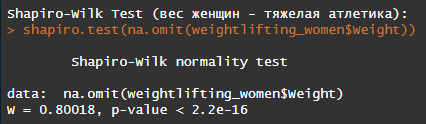 Shapiro-Wilk Test (вес женщин - тяжелая атлетика):
> shapiro.test(na.omit(weightlifting_women$Weight))
Shapiro-Wilk normality test
data:  na.omit(weightlifting_women$Weight)
W = 0.80018, p-value < 2.2e-16